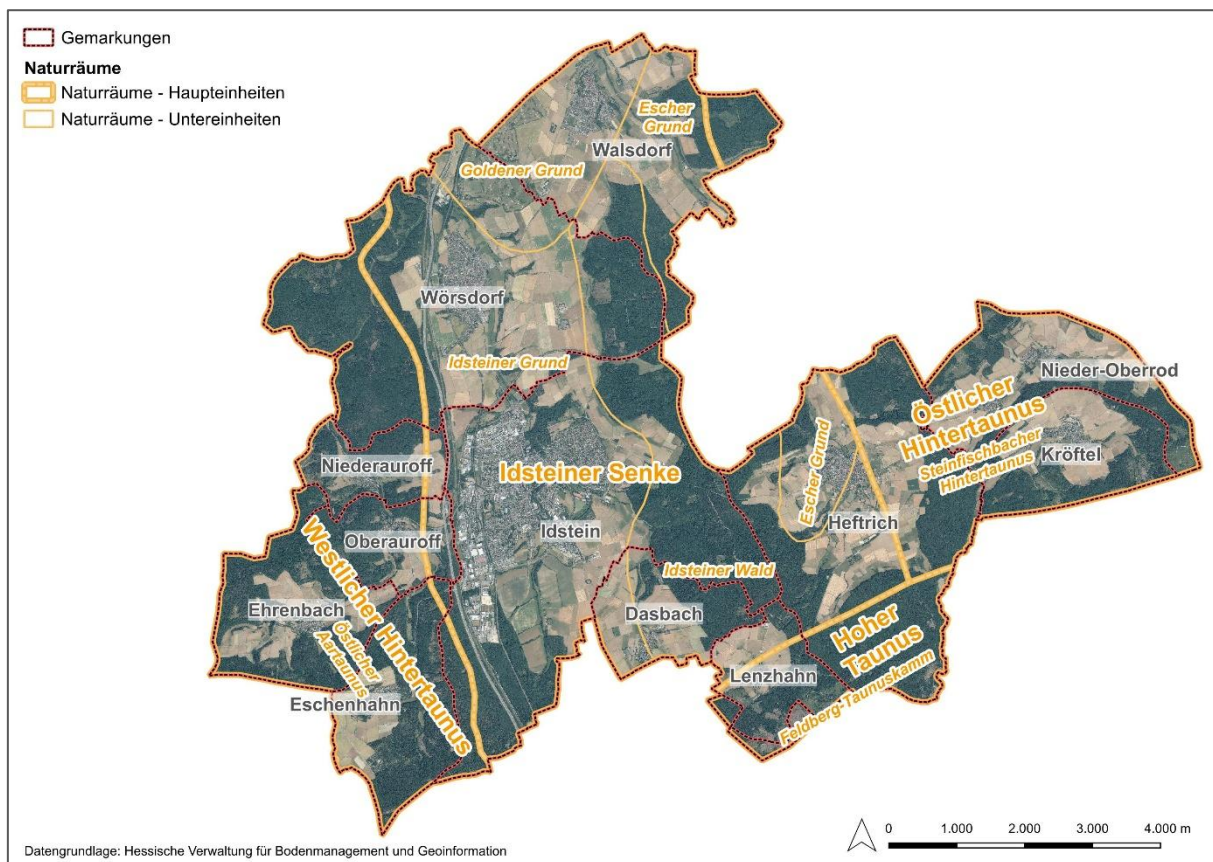 Gemarkungen
Naturräume
Naturräume - Haupteinheiten
Naturräume - Untereinheiten
Escher
Grund
Walsdorf
Goldener Grund
Wörsdorf
Idsteiner Grund
Nieder-Oberrod
Östlicher
Hintertaunus
Steinfischbacher
Hintertaunus
Kröftel
Niederauroff
Idsteiner Senke
Escher Grund
Heftrich
Oberauroff
Idstein
Westlicher Hintertaunus
Idsteiner Wald
Ehrenbach
Dasbach
Östlicher
Aartaunus
Hoher
Taunus
Lenzhahn
Eschenhahn
Feldberg-Taunuskamm
0 1.000 2.000 3.000 4.000 m
Datengrundlage: Hessische Verwaltung für Bodenmanagement und Geoinformation